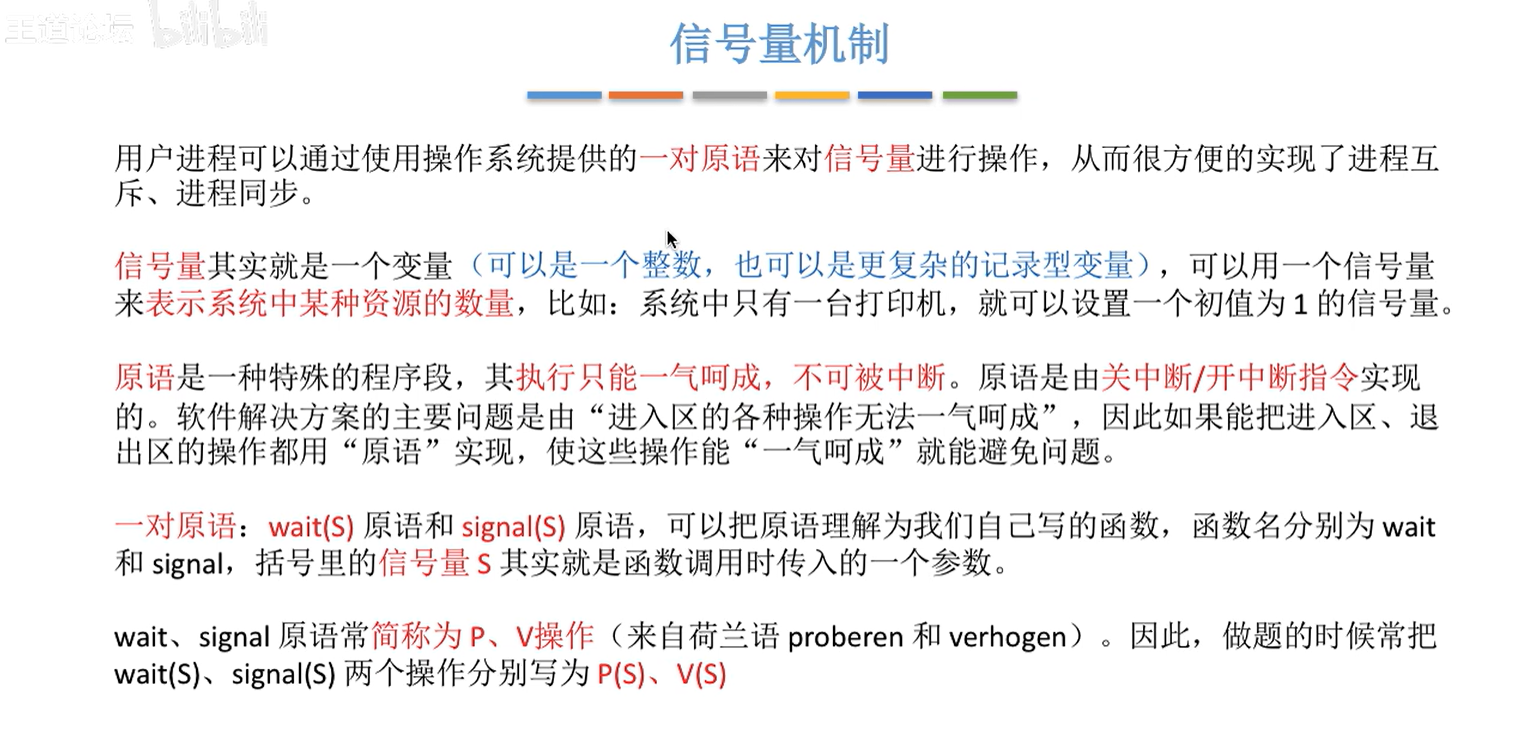 王道论坛 bilibili
信号量机制
用户进程可以通过使用操作系统提供的一对原语来对信号量进行操作，从而很方便的实现了进程互
斥、进程同步。
信号量其实就是一个变量（可以是一个整数，也可以是更复杂的记录型变量），可以用一个信号量
来表示系统中某种资源的数量，比如：系统中只有一台打印机，就可以设置一个初值为 1 的信号量。
原语是一种特殊的程序段，其执行只能一气呵成，不可被中断。原语是由关中断/开中断指令实现
的。软件解决方案的主要问题是由“进入区的各种操作无法一气呵成”，因此如果能把进入区、退
出区的操作都用“原语”实现，使这些操作能“一气呵成”就能避免问题。
一对原语：wait(S) 原语和 signal(S) 原语，可以把原语理解为我们自己写的函数，函数名分别为 wait
和 signal，括号里的信号量 S 其实就是函数调用时传入的一个参数。
wait、signal 原语常简称为 P、V操作（来自荷兰语 proberen 和 verhogen）。因此，做题的时候常把
wait(S)、signal(S) 两个操作分别写为 P(S)、V(S)